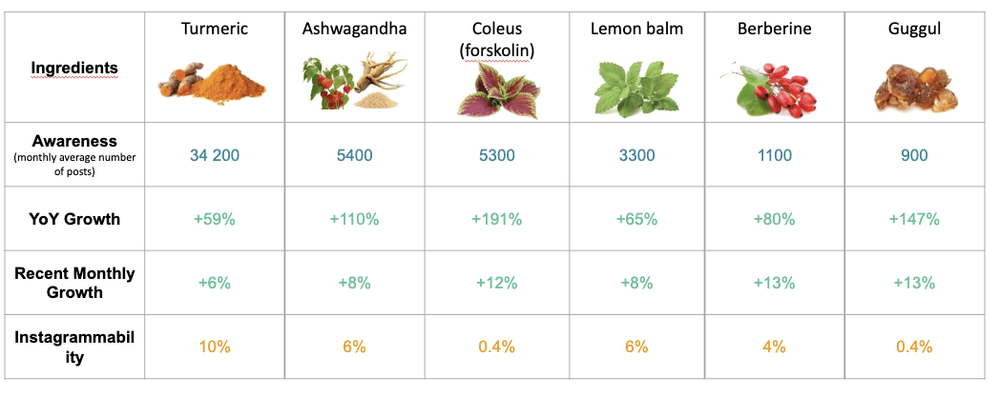 Turmeric
Ashwagandha
Coleus
(forskolin)
Lemon balm
Berberine
Guggul
Ingredients
Awareness
(monthly average number
of posts)
34 200
5400
5300
3300
1100
900
YoY Growth
+59%
+110%
+191%
+65%
+80%
+147%
Recent Monthly
Growth
+6%
+8%
+12%
+8%
+13%
+13%
Instagrammabil
ity
10%
6%
0.4%
6%
4%
0.4%